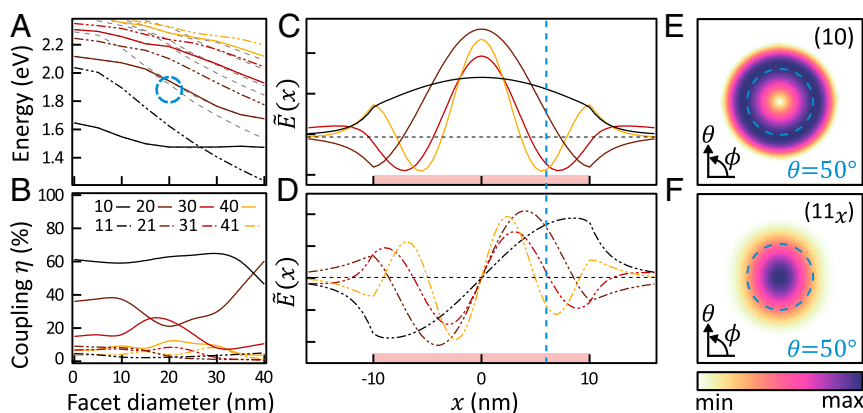 A
Energy (eV)
2.2
2.0
1.8
1.6
1.4
B
Coupling η (%)
100
80
60
40
20
0
10 20 30 40
11 21 31 41
0 10 20 30 40
Facet diameter (nm)
C
Ẽ(x)
D
Ẽ(x)
-10 0 10
x (nm)
E
(10)
θ
ϕ
θ=50°
F
(11ₓ)
θ
ϕ
θ=50°
min max